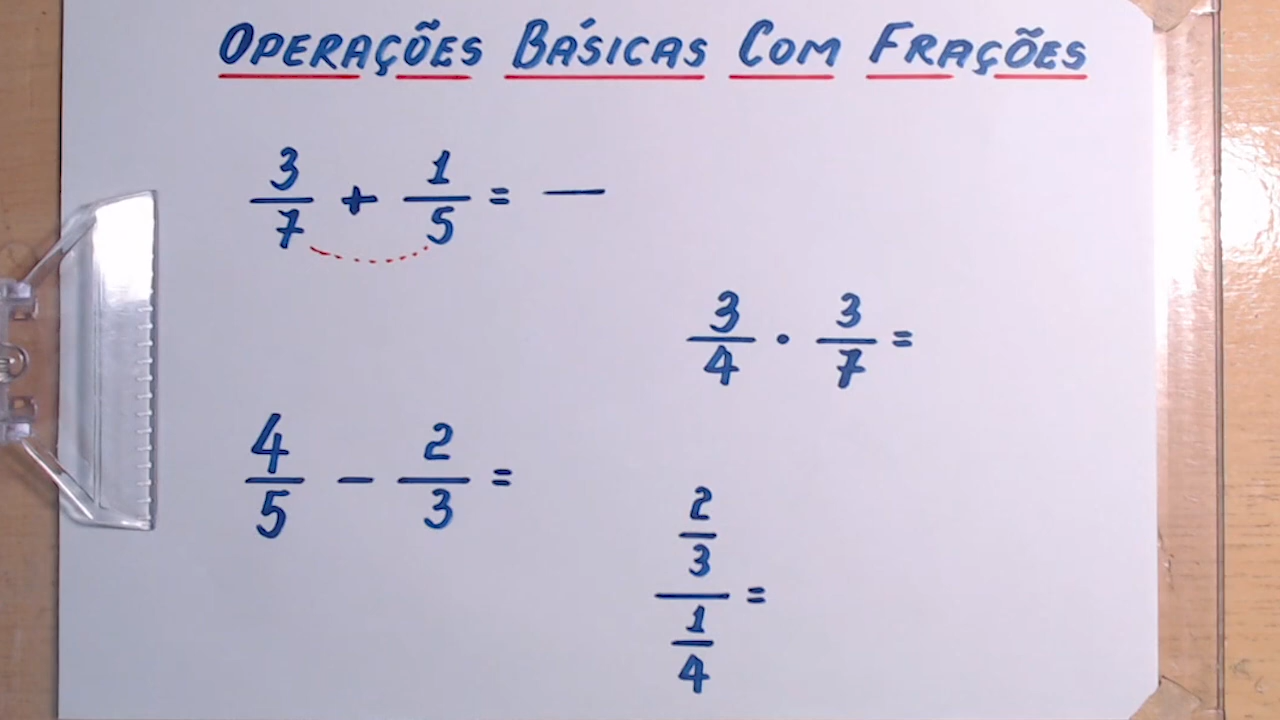 OPERAÇÕES BÁSICAS COM FRAÇÕES
3/7 + 1/5 = —
3/4 · 3/7 =
4/5 - 2/3 =
2/3 / 1/4 =